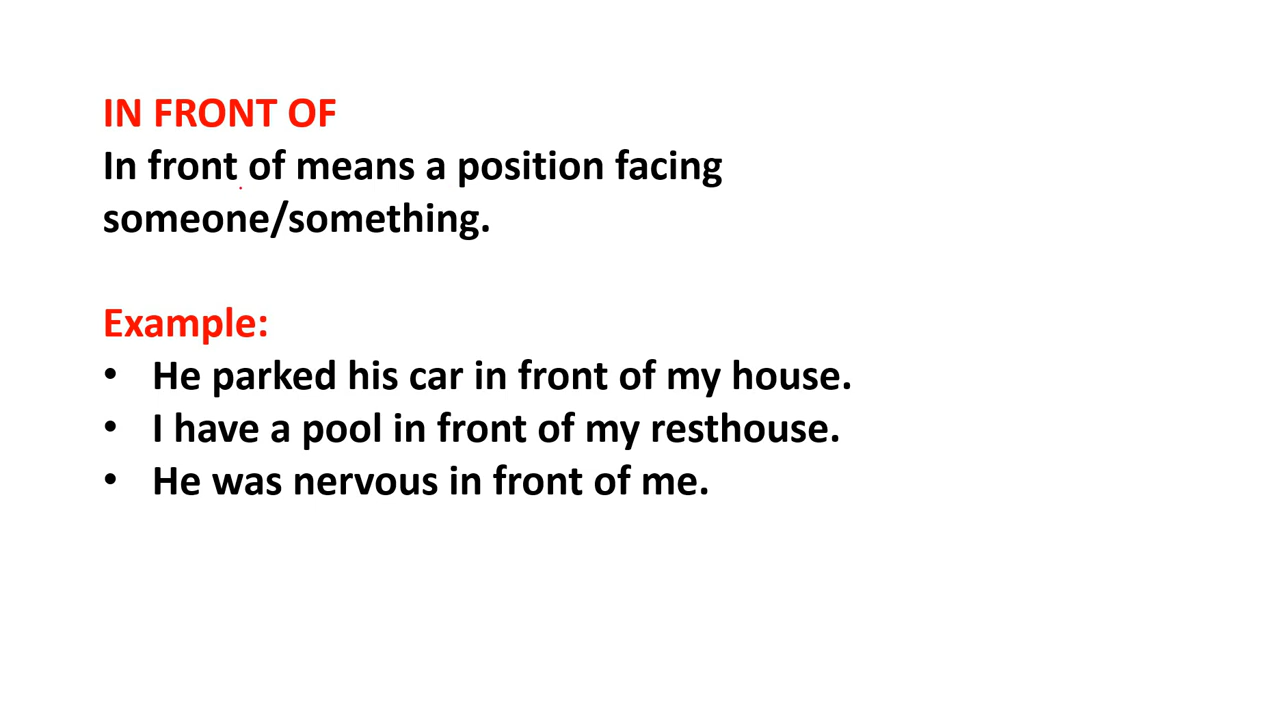 IN FRONT OF
In front of means a position facing
someone/something.
Example:
• He parked his car in front of my house.
• I have a pool in front of my resthouse.
• He was nervous in front of me.